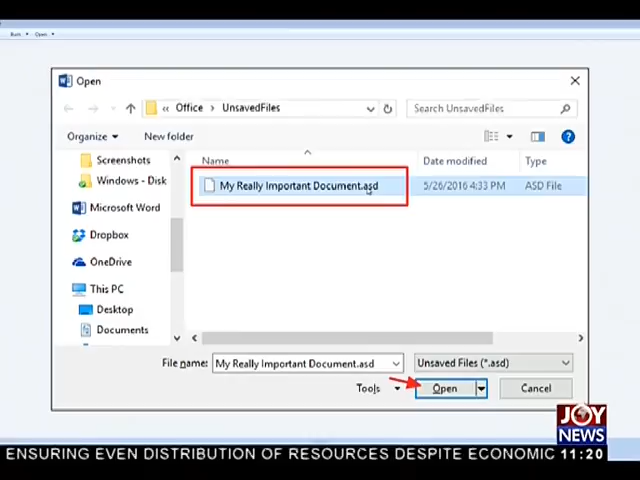 Burn Open
Open
« Office > UnsavedFiles
Search UnsavedFiles
Organize
New folder
Screenshots
Windows - Disk
Microsoft Word
Dropbox
OneDrive
This PC
Desktop
Documents
Name Date modified Type
My Really Important Document.asd 5/26/2016 4:33 PM ASD File
File name: My Really Important Document.asd Unsaved Files (*.asd)
Tools Open Cancel
JOY
NEWS
ENSURING EVEN DISTRIBUTION OF RESOURCES DESPITE ECONOMIC 11:20